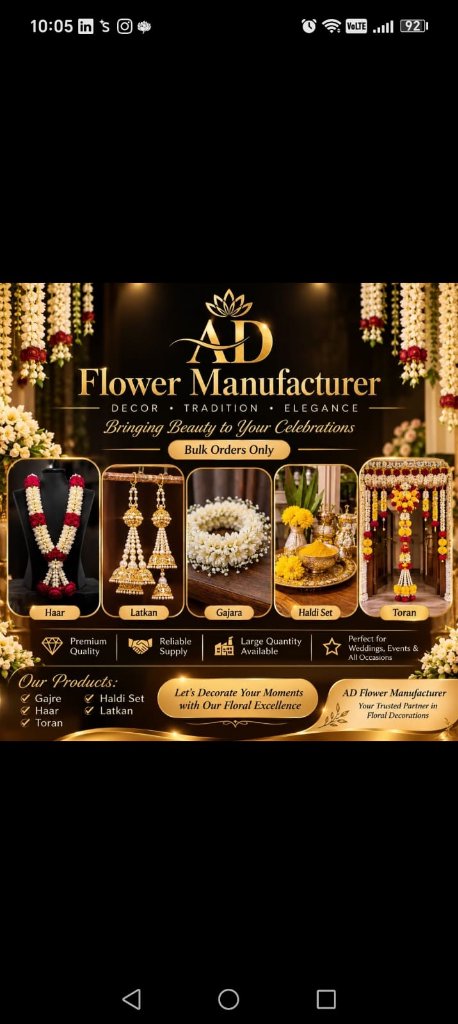 10:05
VoLTE
92
AD
Flower Manufacturer
DECOR • TRADITION • ELEGANCE
Bringing Beauty to Your Celebrations
Bulk Orders Only
Haar
Latkan
Gajara
Haldi Set
Toran
Premium
Quality
Reliable
Supply
Large Quantity
Available
Perfect for
Weddings, Events &
All Occasions
Our Products:
Gajre
Haar
Toran
Haldi Set
Latkan
Let's Decorate Your Moments
with Our Floral Excellence
AD Flower Manufacturer
Your Trusted Partner in
Floral Decorations